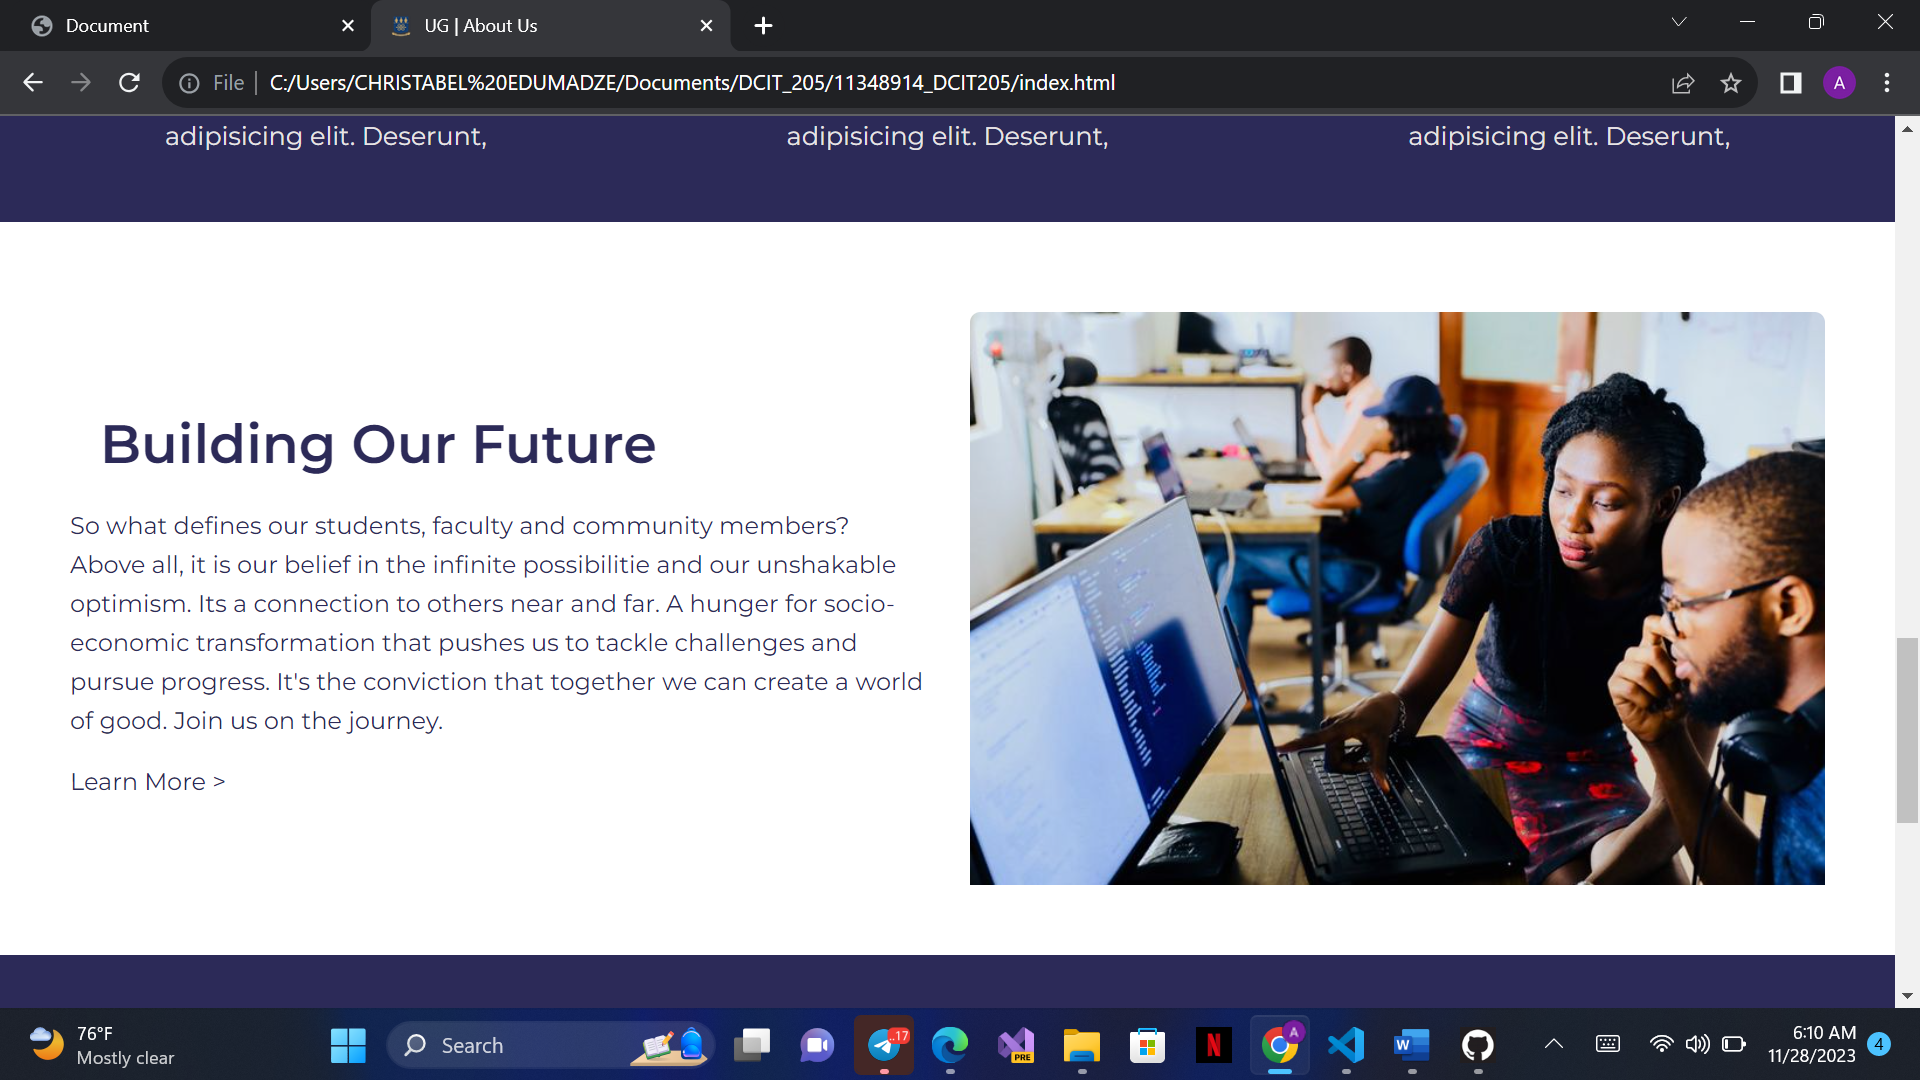 Document
UG | About Us
File
C:/Users/CHRISTABEL%20EDUMADZE/Documents/DCIT_205/11348914_DCIT205/index.html
A
adipisicing elit. Deserunt,
adipisicing elit. Deserunt,
adipisicing elit. Deserunt,
Building Our Future
So what defines our students, faculty and community members?
Above all, it is our belief in the infinite possibilitie and our unshakable
optimism. Its a connection to others near and far. A hunger for socio-
economic transformation that pushes us to tackle challenges and
pursue progress. It's the conviction that together we can create a world
of good. Join us on the journey.
Learn More >
76°F
Mostly clear
Search
..17
PRE
N
A
W
6:10 AM
11/28/2023
4